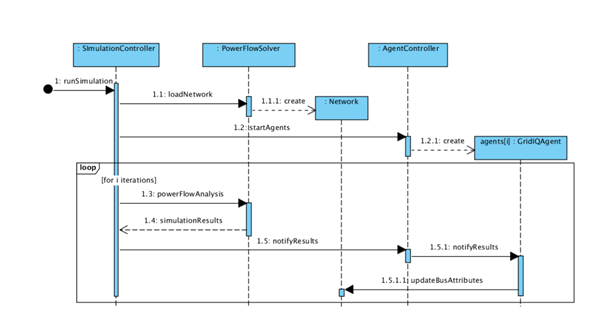 : SImulationController
: PowerFlowSolver
: AgentController
1: runSimulation
1.1: loadNetwork
1.1.1: create
: Network
1.2: startAgents
1.2.1: create
agents[i] : GridIQAgent
loop
[for i iterations]
1.3: powerFlowAnalysis
1.4: simulationResults
1.5: notifyResults
1.5.1: notifyResults
1.5.1.1: updateBusAttributes